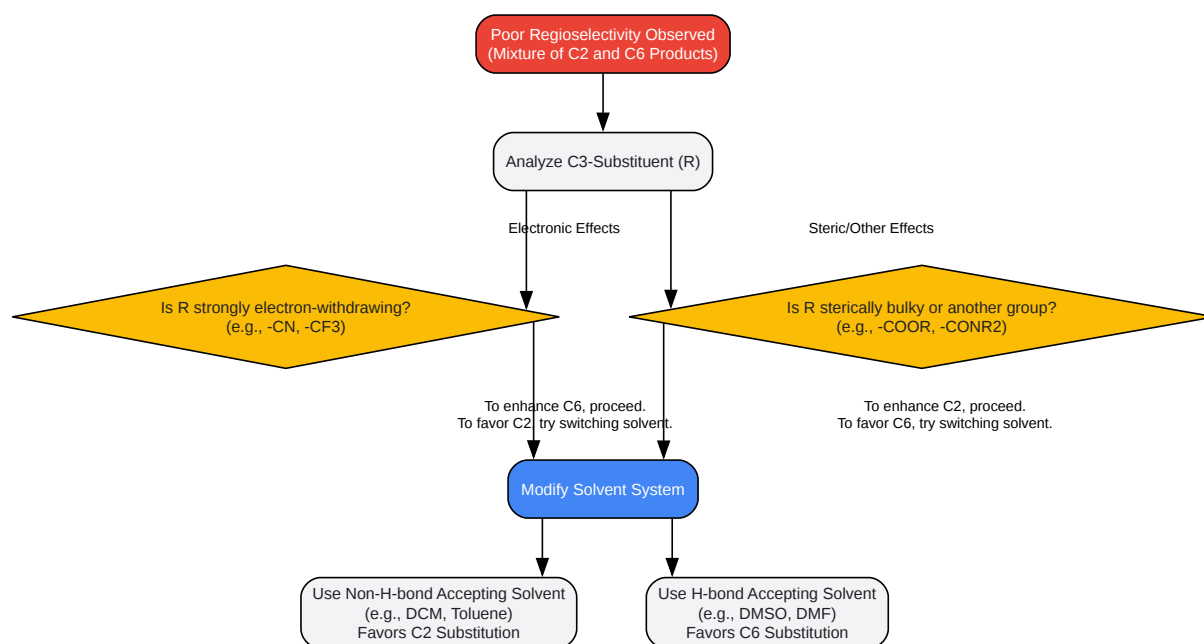 Poor Regioselectivity Observed
(Mixture of C2 and C6 Products)
Analyze C3-Substituent (R)
Electronic Effects
Steric/Other Effects
Is R strongly electron-withdrawing?
(e.g., -CN, -CF3)
Is R sterically bulky or another group?
(e.g., -COOR, -CONR2)
To enhance C6, proceed.
To favor C2, try switching solvent.
To enhance C2, proceed.
To favor C6, try switching solvent.
Modify Solvent System
Use Non-H-bond Accepting Solvent
(e.g., DCM, Toluene)
Favors C2 Substitution
Use H-bond Accepting Solvent
(e.g., DMSO, DMF)
Favors C6 Substitution